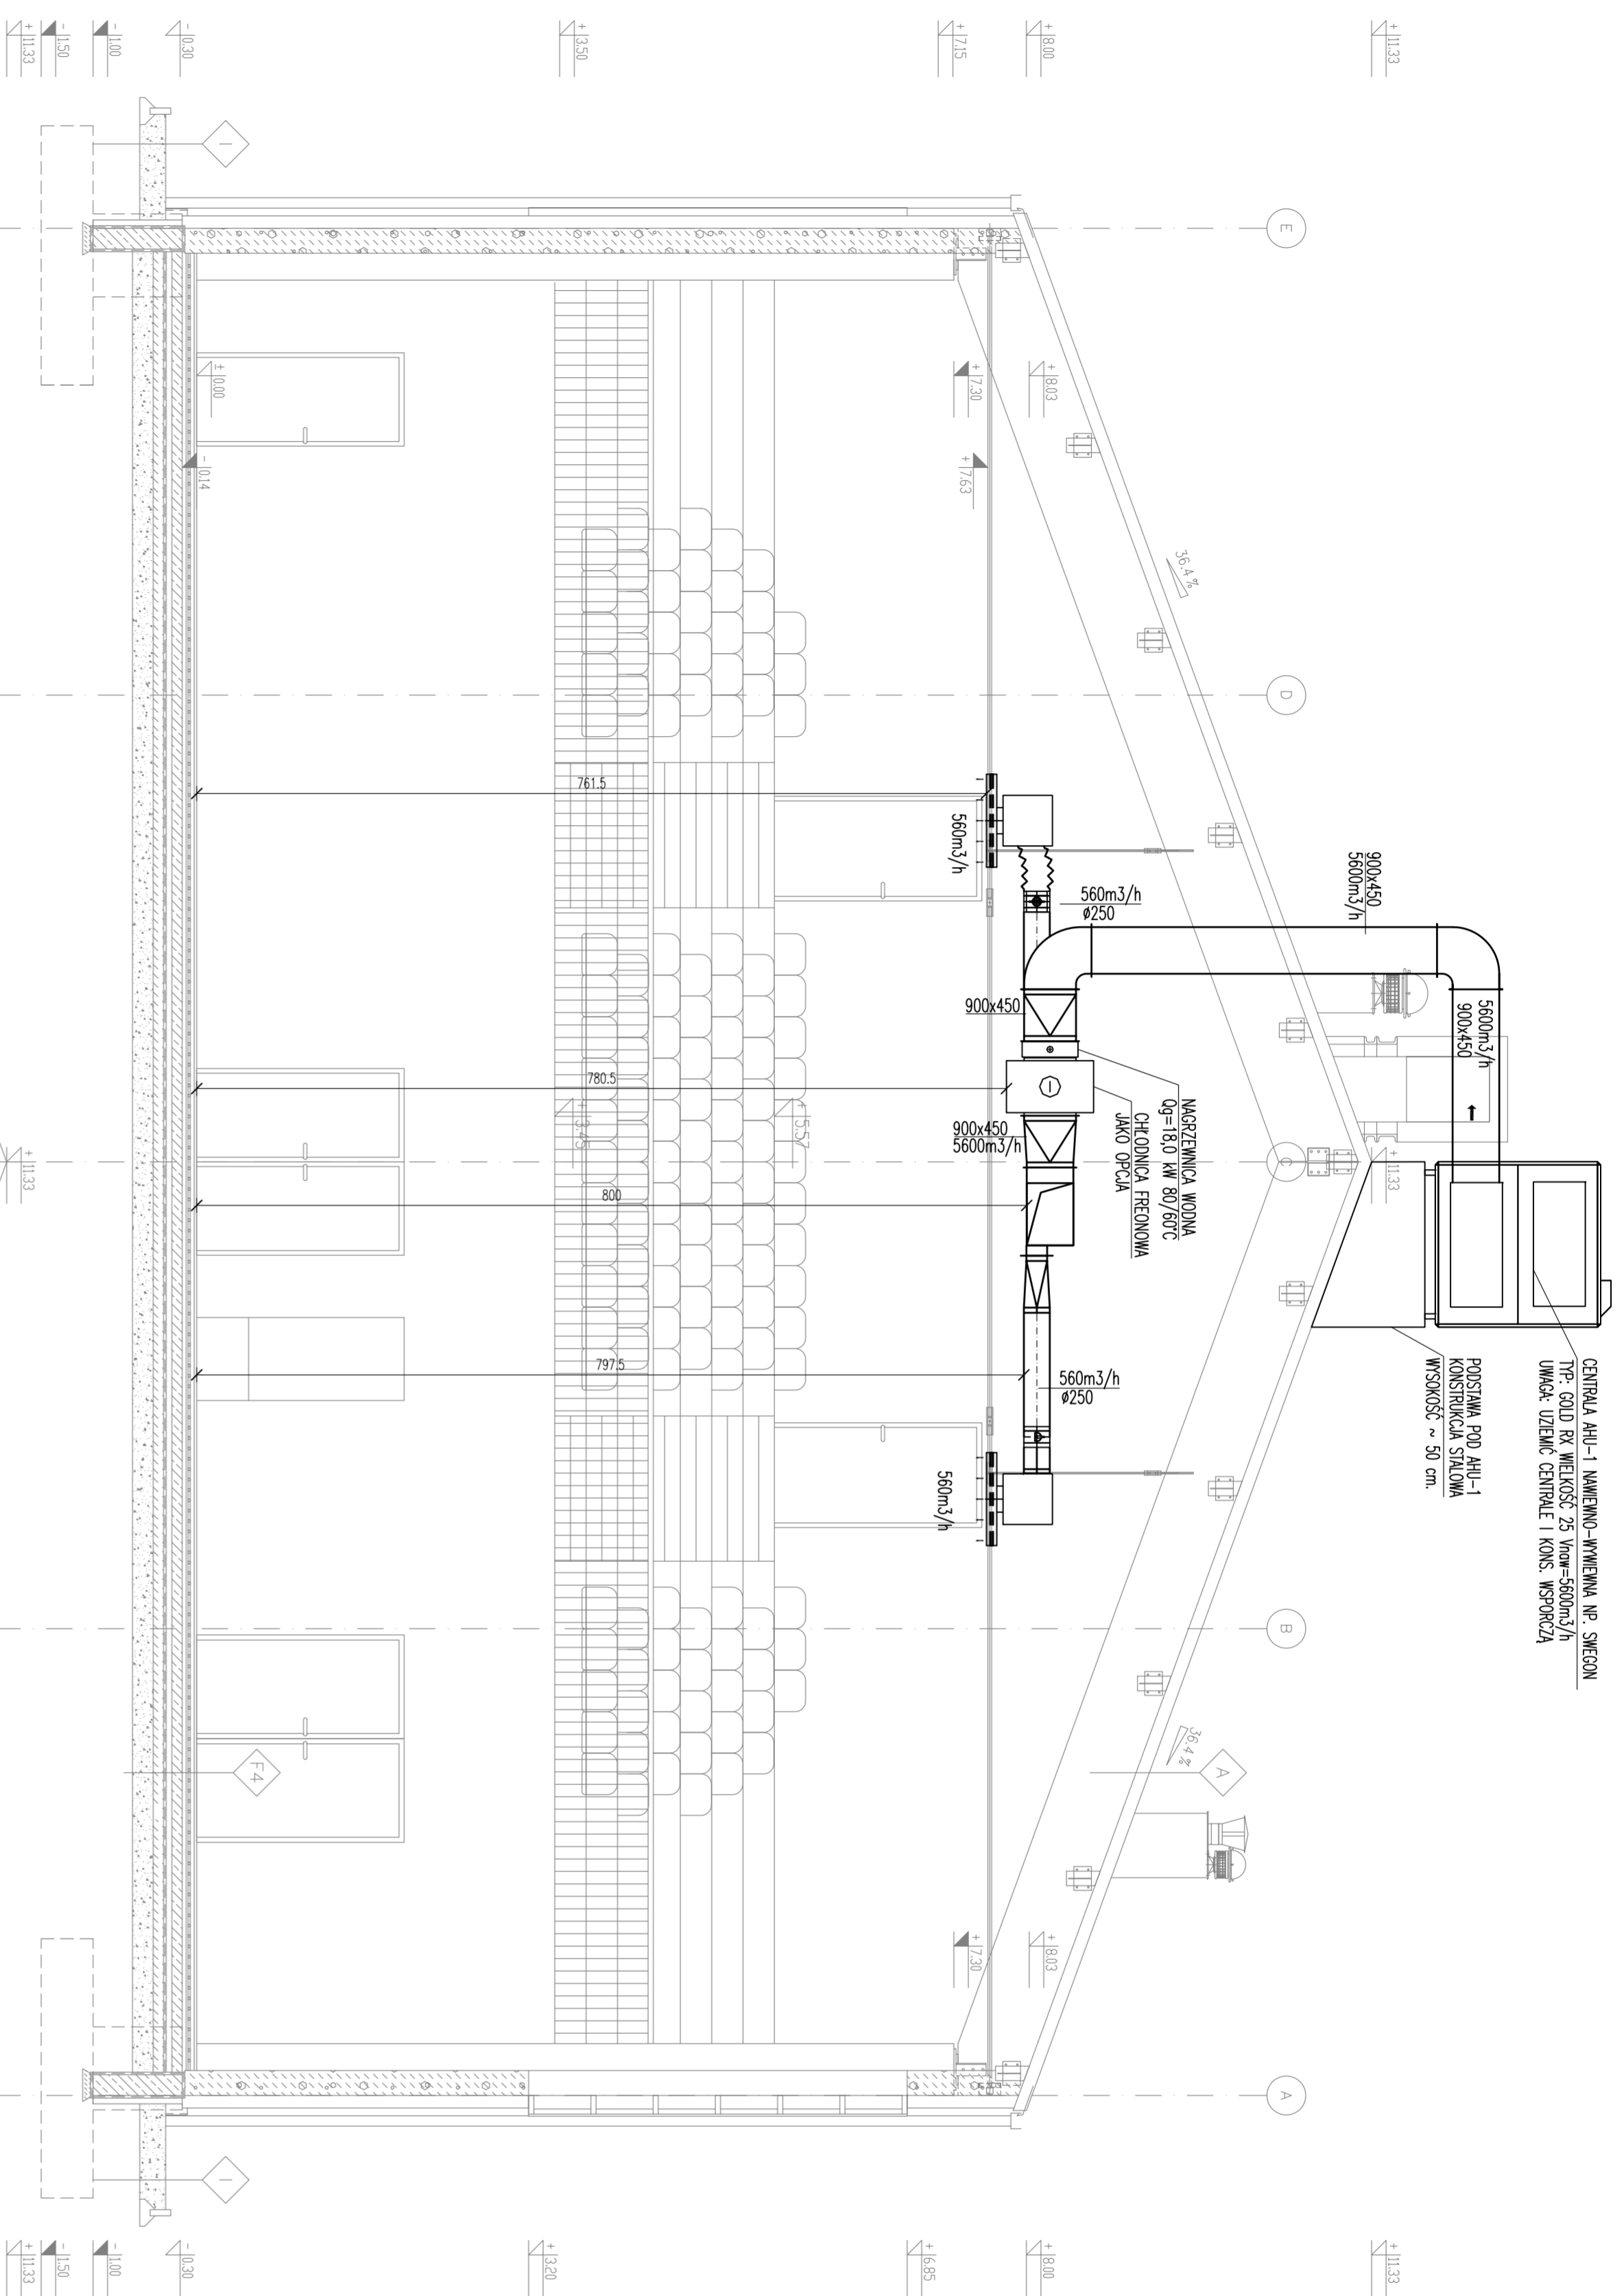 CENTRALA AHU-1 NAWIEWNO-WYWIEWNA NP. SWEGON
TYP: GOLD RX WIELKOŚĆ 25 Vnaw=5600m3/h
UWAGA: UZIEMIĆ CENTRALE I KONS. WSPORCZĄ
PODSTAWA POD AHU-1
KONSTRUKCJA STALOWA
WYSOKOŚĆ ~ 50 cm.
5600m3/h
900x450
900x450
5600m3/h
+ 11.33
+ 11.33
+ 11.33
E
D
C
B
A
36.4 %
36.4 %
A
NAGRZEWNICA WODNA
Qg=18,0 kW 80/60°C
CHŁODNICA FREONOWA
JAKO OPCJA
560m3/h
ø250
560m3/h
ø250
+ 8.00
+ 8.03
+ 8.03
+ 8.00
900x450
900x450
5600m3/h
+ 7.15
+ 7.30
+ 7.63
560m3/h
560m3/h
+ 7.30
+ 6.85
+ 5.57
+ 3.50
761.5
780.5
800
797.5
+ 3.45
+ 3.20
± 0.00
- 0.14
I
F4
I
- 0.30
- 0.30
- 1.00
- 1.00
- 1.50
- 1.50
+ 11.33
+ 11.33
+ 11.33